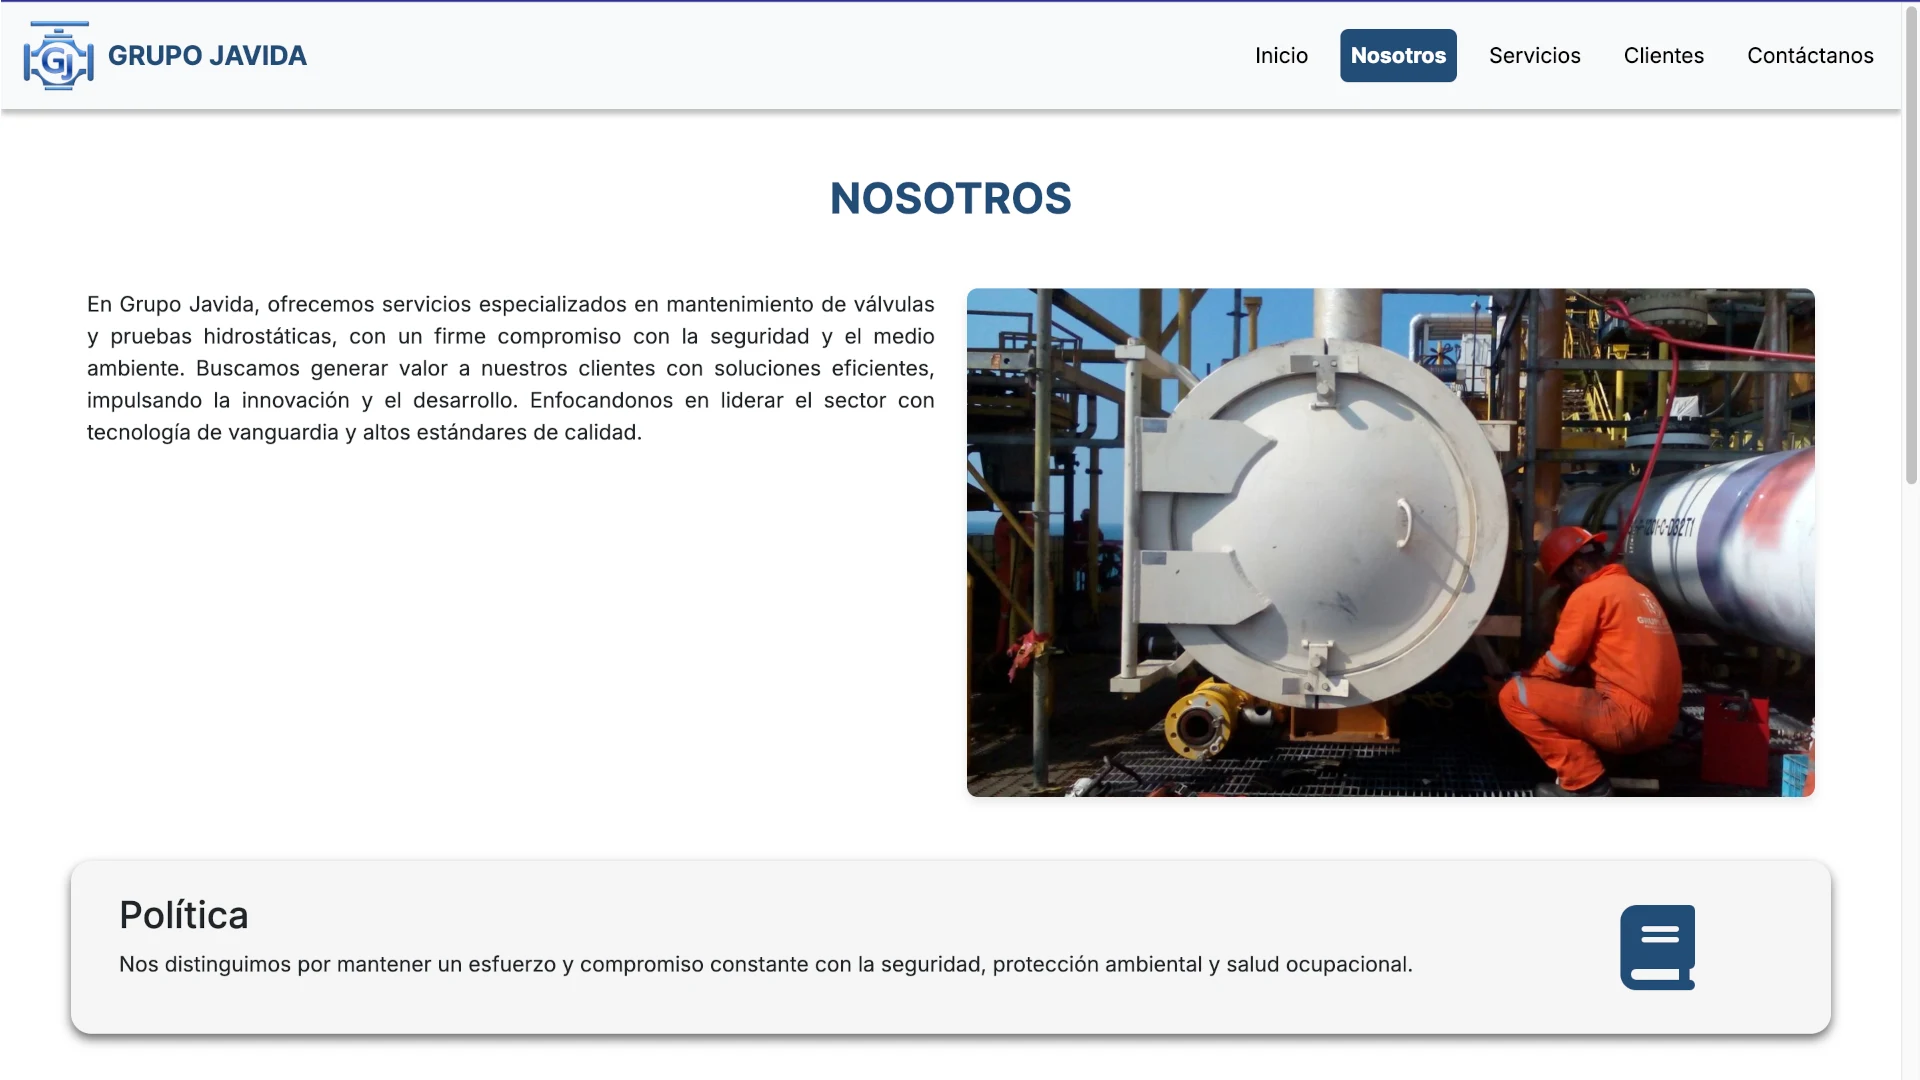 GJ
GRUPO JAVIDA
Inicio
Nosotros
Servicios
Clientes
Contáctanos
NOSOTROS
En Grupo Javida, ofrecemos servicios especializados en mantenimiento de válvulas
y pruebas hidrostáticas, con un firme compromiso con la seguridad y el medio
ambiente. Buscamos generar valor a nuestros clientes con soluciones eficientes,
impulsando la innovación y el desarrollo. Enfocandonos en liderar el sector con
tecnología de vanguardia y altos estándares de calidad.
Política
Nos distinguimos por mantener un esfuerzo y compromiso constante con la seguridad, protección ambiental y salud ocupacional.